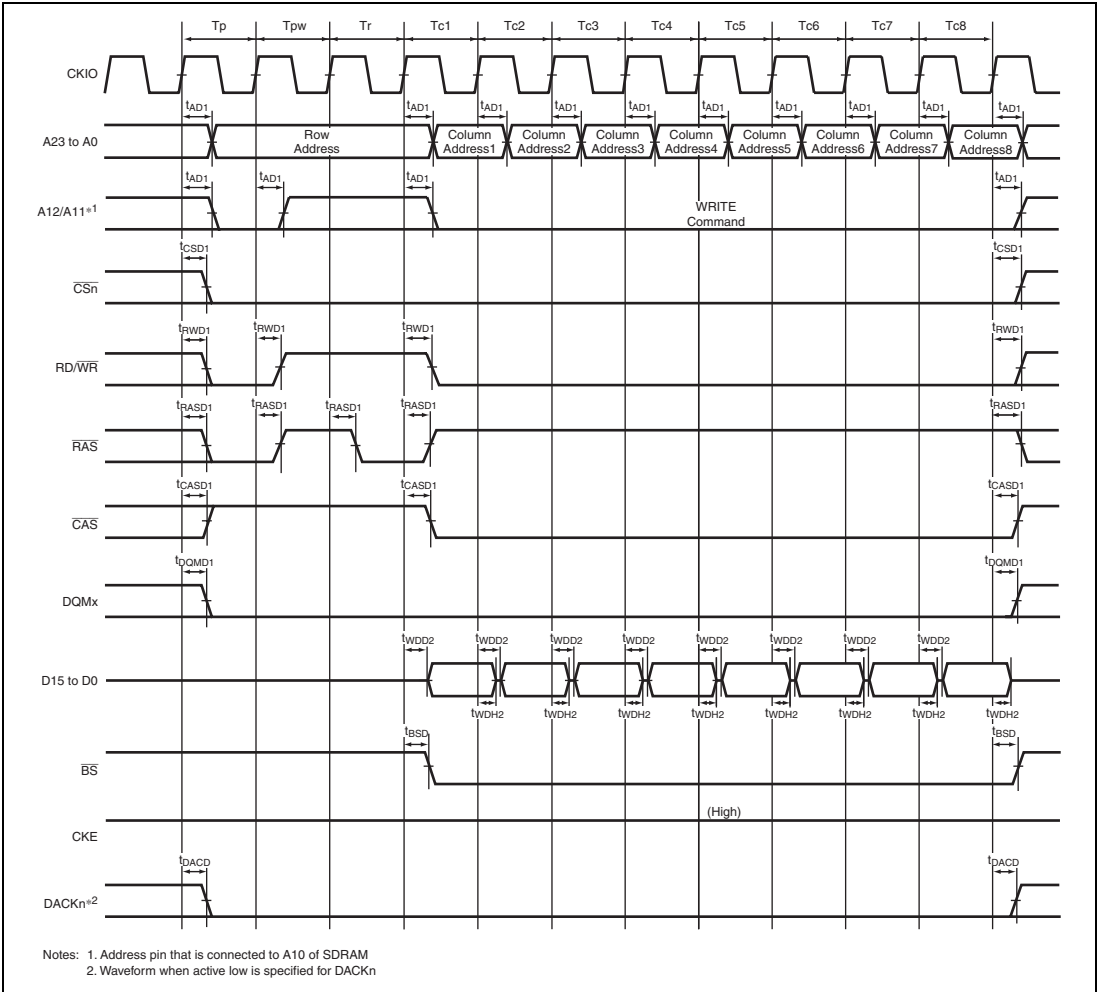 Tp Tpw Tr Tc1 Tc2 Tc3 Tc4 Tc5 Tc6 Tc7 Tc8
CKIO
tAD1 tAD1 tAD1 tAD1 tAD1 tAD1 tAD1 tAD1 tAD1 tAD1
A23 to A0
Row
Address
Column
Address1
Column
Address2
Column
Address3
Column
Address4
Column
Address5
Column
Address6
Column
Address7
Column
Address8
tAD1 tAD1 tAD1 tAD1
A12/A11*1
WRITE
Command
tCSD1 tCSD1
CSn
tRWD1 tRWD1 tRWD1 tRWD1
RD/WR
tRASD1 tRASD1 tRASD1 tRASD1 tRASD1
RAS
tCASD1 tCASD1 tCASD1
CAS
tDQMD1 tDQMD1
DQMx
tWDD2 tWDD2 tWDD2 tWDD2 tWDD2 tWDD2 tWDD2 tWDD2
D15 to D0
tWDH2 tWDH2 tWDH2 tWDH2 tWDH2 tWDH2 tWDH2 tWDH2
tBSD tBSD
BS
(High)
CKE
tDACD tDACD
DACKn*2
Notes: 1. Address pin that is connected to A10 of SDRAM
2. Waveform when active low is specified for DACKn